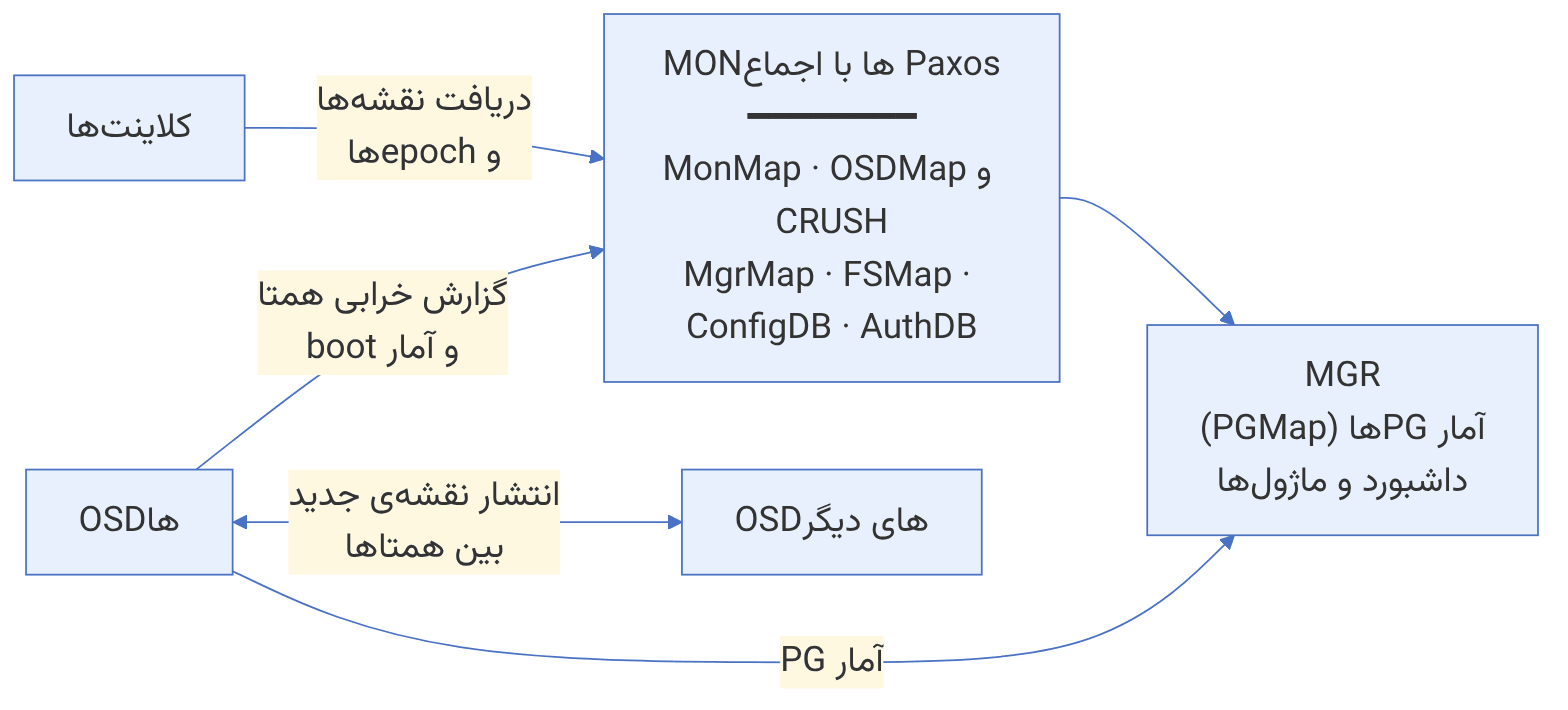 کلاینت‌ها
دریافت نقشه‌ها
و epochها
MONها با اجماع Paxos
MonMap · OSDMap و
CRUSH
MgrMap · FSMap ·
ConfigDB · AuthDB
گزارش خرابی همتا
و آمار boot
MGR
آمار PGها (PGMap)
داشبورد و ماژول‌ها
OSDها
انتشار نقشه‌ی جدید
بین همتاها
OSDهای دیگر
آمار PG